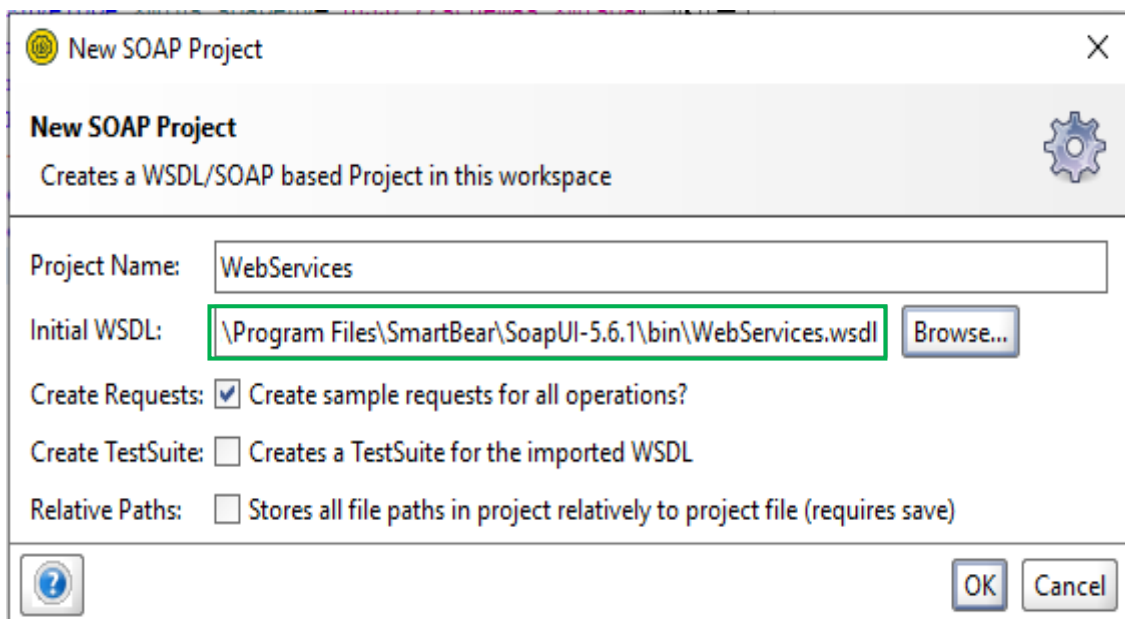 New SOAP Project
New SOAP Project
Creates a WSDL/SOAP based Project in this workspace
Project Name: WebServices
Initial WSDL: \Program Files\SmartBear\SoapUI-5.6.1\bin\WebServices.wsdl Browse...
Create Requests: Create sample requests for all operations?
Create TestSuite: Creates a TestSuite for the imported WSDL
Relative Paths: Stores all file paths in project relatively to project file (requires save)
OK Cancel